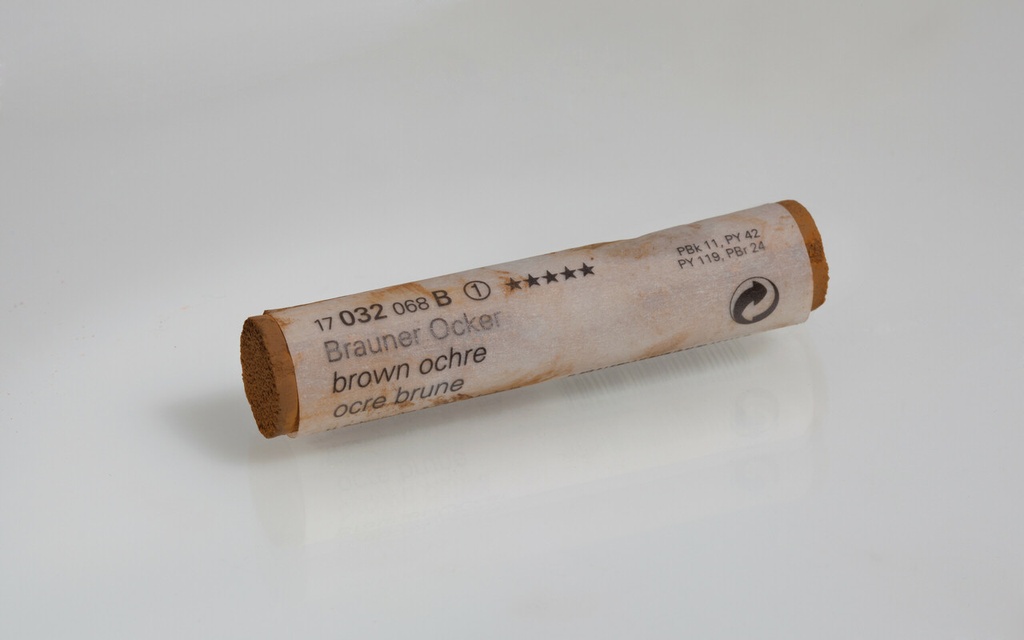 17 032 068 B ① ★★★★★
Brauner Ocker
brown ochre
ocre brune
PBk 11, PY 42
PY 119, PBr 24